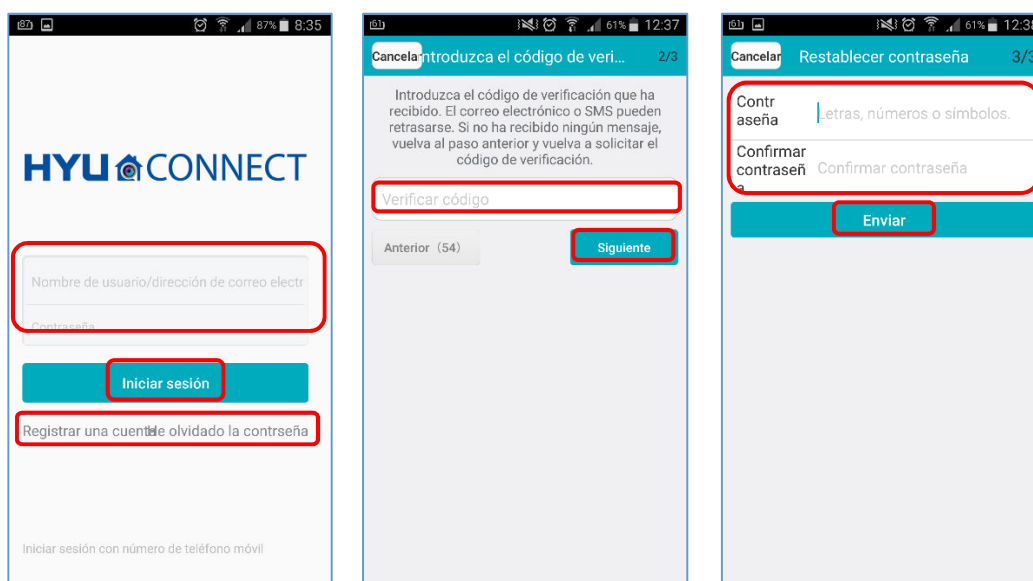 87% 8:35
HYU CONNECT
Nombre de usuario/dirección de correo electr
Contraseña
Iniciar sesión
Registrar una cuenta
He olvidado la contrseña
Iniciar sesión con número de teléfono móvil
61% 12:37
Cancela
ntroduzca el código de veri...
2/3
Introduzca el código de verificación que ha
recibido. El correo electrónico o SMS pueden
retrasarse. Si no ha recibido ningún mensaje,
vuelva al paso anterior y vuelva a solicitar el
código de verificación.
Verificar código
Anterior (54)
Siguiente
61% 12:38
Cancelar
Restablecer contraseña
3/3
Contr
aseña
Letras, números o símbolos.
Confirmar
contraseñ
a
Confirmar contraseña
Enviar